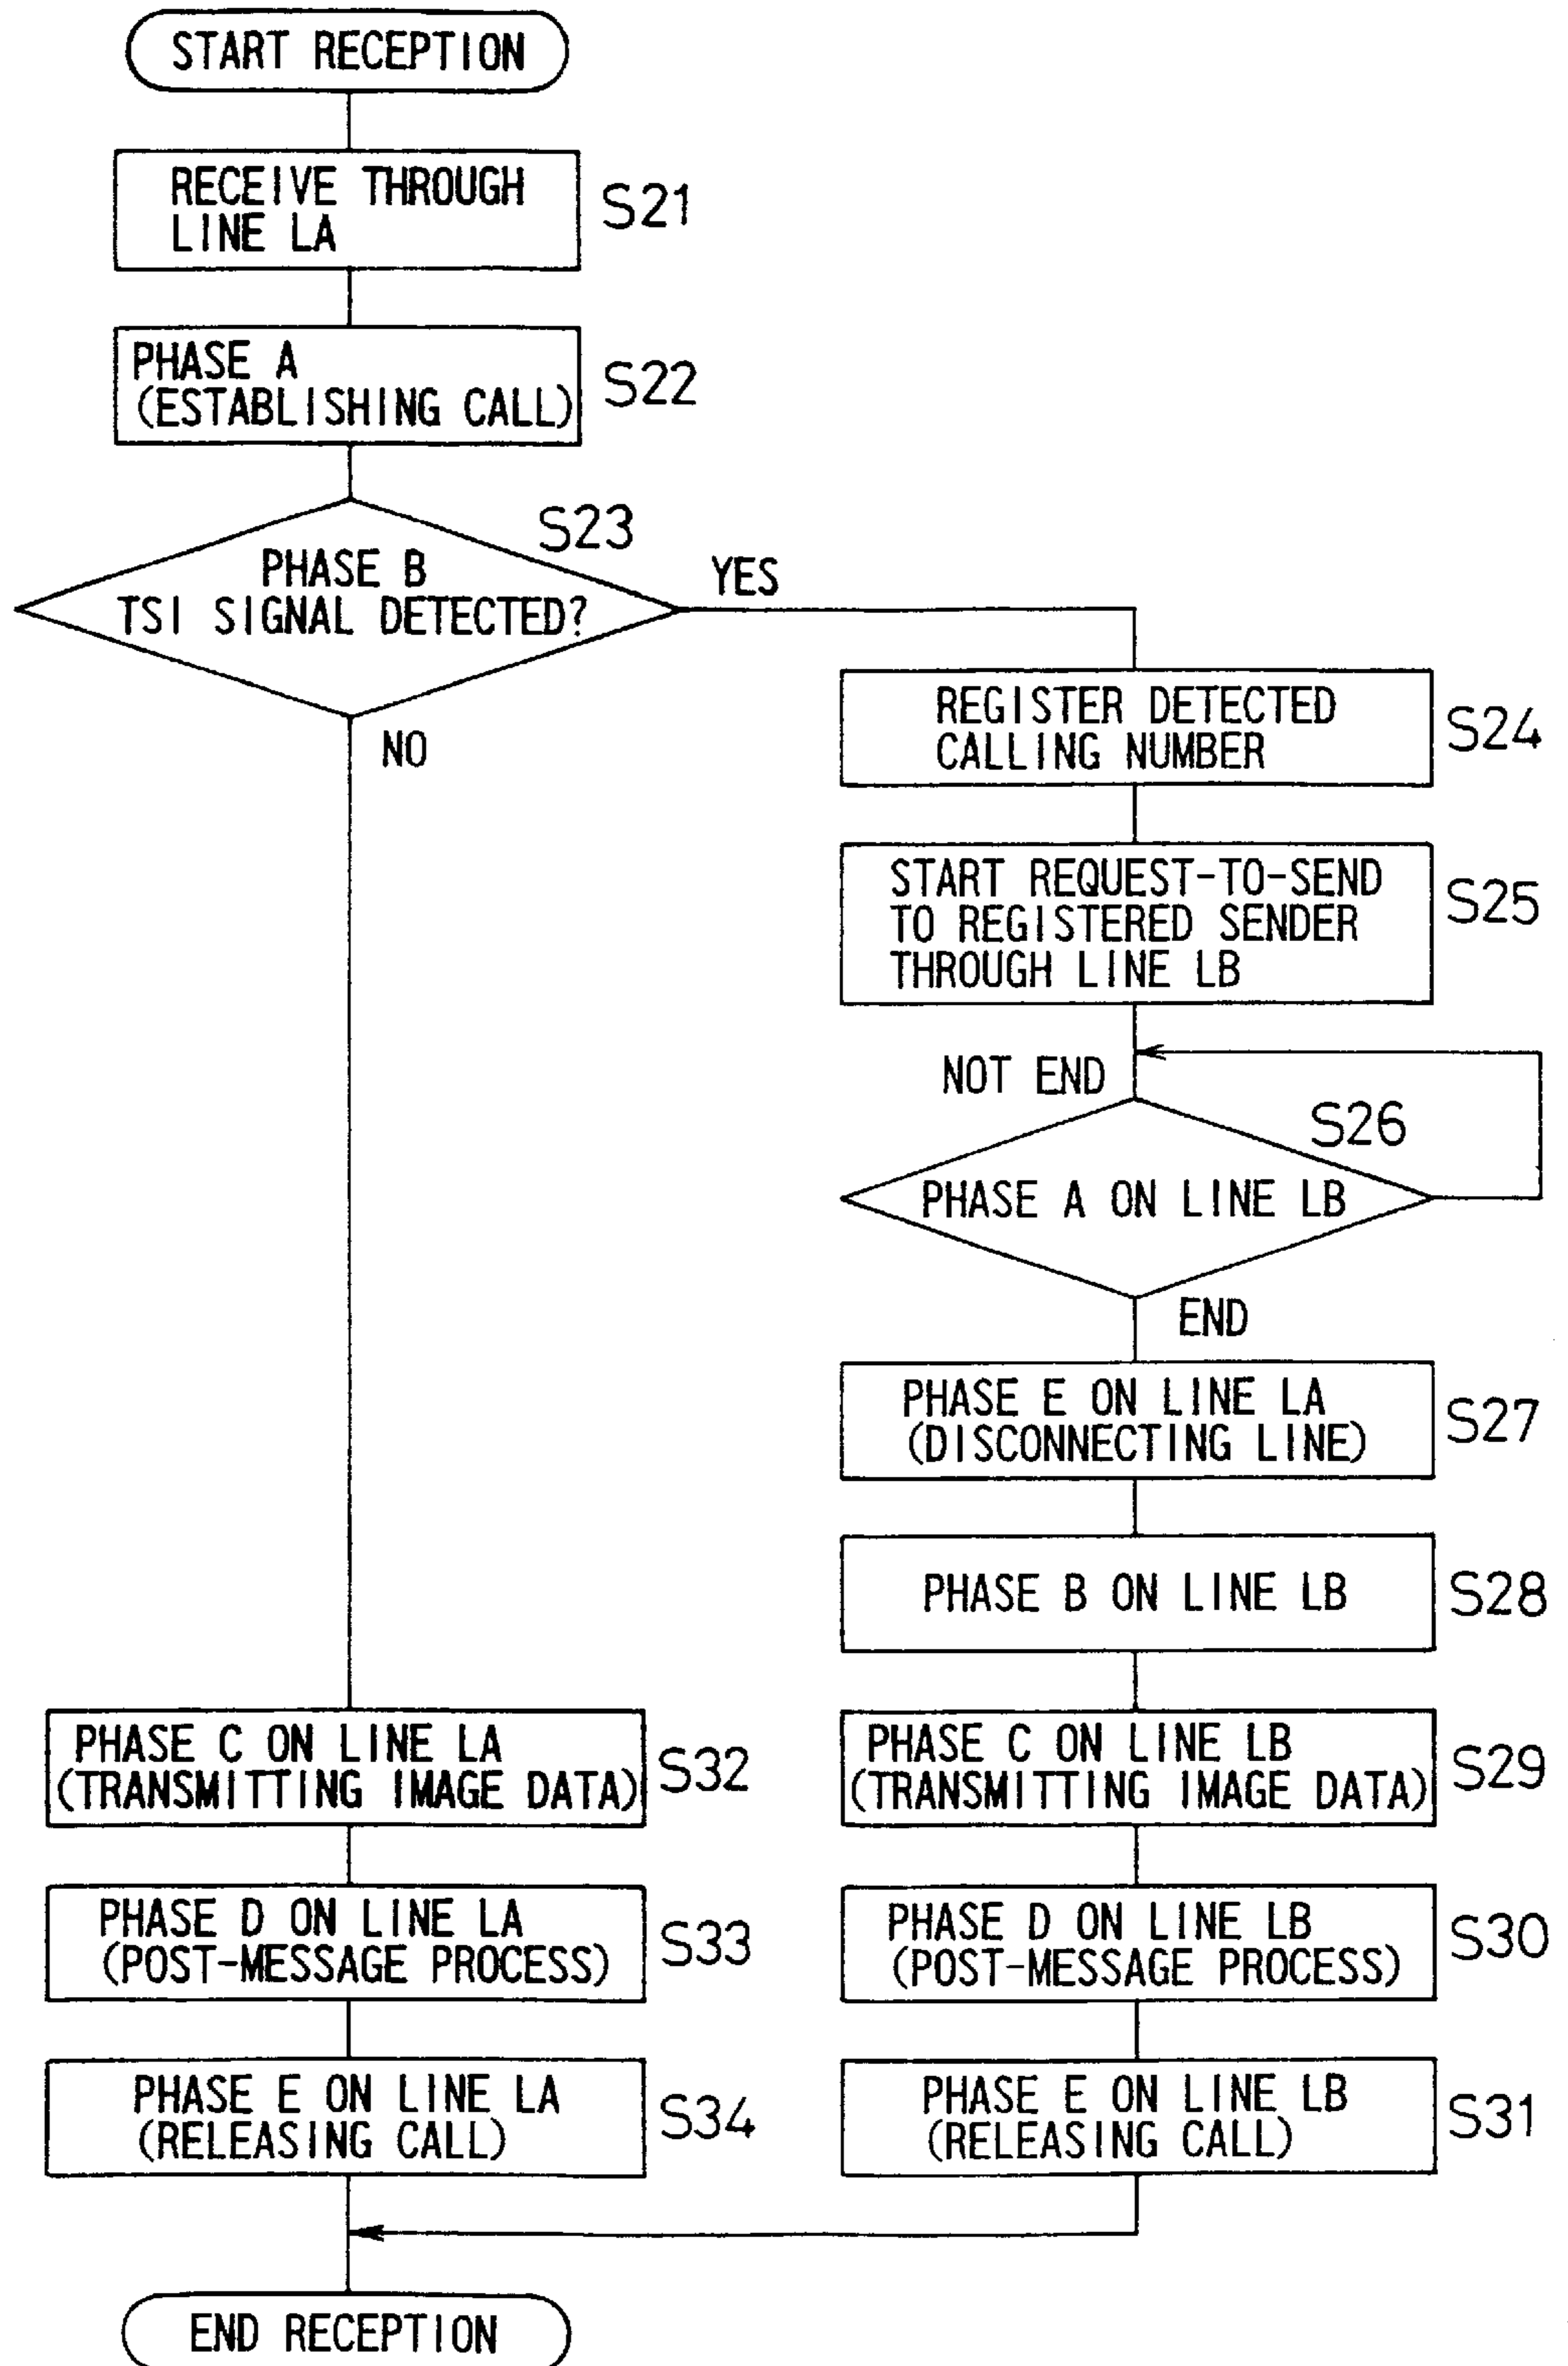 START RECEPTION
RECEIVE THROUGH
LINE LA
S21
PHASE A
(ESTABLISHING CALL)
S22
S23
PHASE B
TSI SIGNAL DETECTED?
YES
NO
REGISTER DETECTED
CALLING NUMBER
S24
START REQUEST-TO-SEND
TO REGISTERED SENDER
THROUGH LINE LB
S25
NOT END
S26
PHASE A ON LINE LB
END
PHASE E ON LINE LA
(DISCONNECTING LINE)
S27
PHASE B ON LINE LB
S28
PHASE C ON LINE LA
(TRANSMITTING IMAGE DATA)
S32
PHASE C ON LINE LB
(TRANSMITTING IMAGE DATA)
S29
PHASE D ON LINE LA
(POST-MESSAGE PROCESS)
S33
PHASE D ON LINE LB
(POST-MESSAGE PROCESS)
S30
PHASE E ON LINE LA
(RELEASING CALL)
S34
PHASE E ON LINE LB
(RELEASING CALL)
S31
END RECEPTION